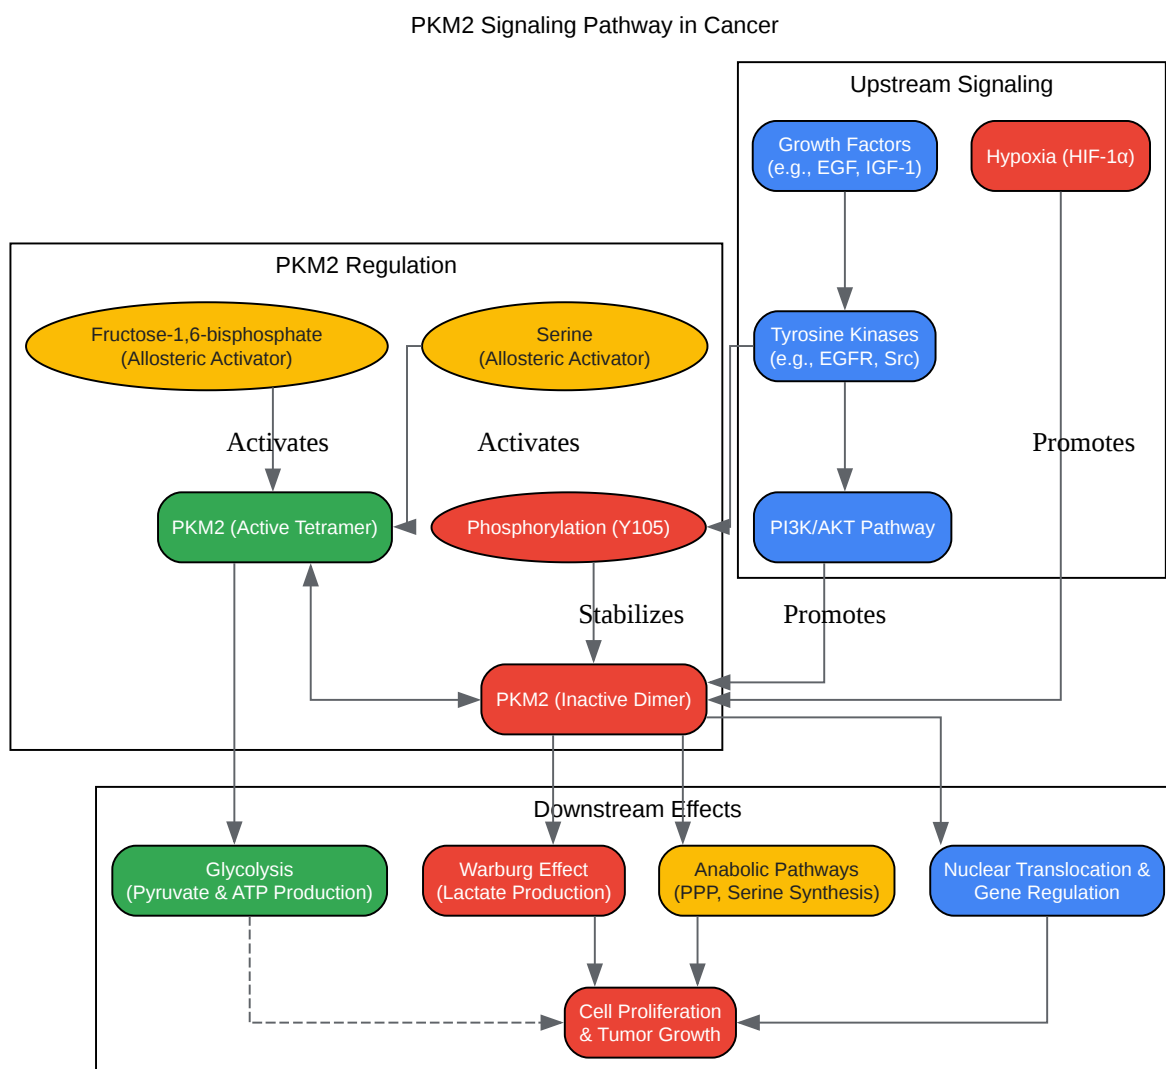 PKM2 Signaling Pathway in Cancer
Upstream Signaling
Growth Factors
(e.g., EGF, IGF-1)
Hypoxia (HIF-1α)
PKM2 Regulation
Fructose-1,6-bisphosphate
(Allosteric Activator)
Serine
(Allosteric Activator)
Tyrosine Kinases
(e.g., EGFR, Src)
Activates
Activates
Promotes
PKM2 (Active Tetramer)
Phosphorylation (Y105)
PI3K/AKT Pathway
Stabilizes
Promotes
PKM2 (Inactive Dimer)
Downstream Effects
Glycolysis
(Pyruvate & ATP Production)
Warburg Effect
(Lactate Production)
Anabolic Pathways
(PPP, Serine Synthesis)
Nuclear Translocation &
Gene Regulation
Cell Proliferation
& Tumor Growth